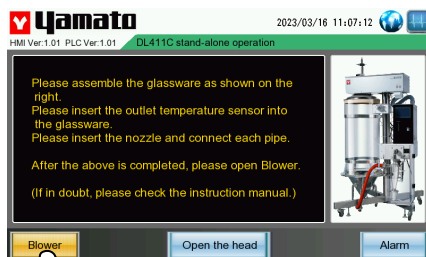 Yamato
2023/03/16 11:07:12
HMI Ver:1.01 PLC Ver:1.01
DL411C stand-alone operation
Please assemble the glassware as shown on the
right.
Please insert the outlet temperature sensor into
the glassware.
Please insert the nozzle and connect each pipe.
After the above is completed, please open Blower.
(If in doubt, please check the instruction manual.)
Blower
Open the head
Alarm